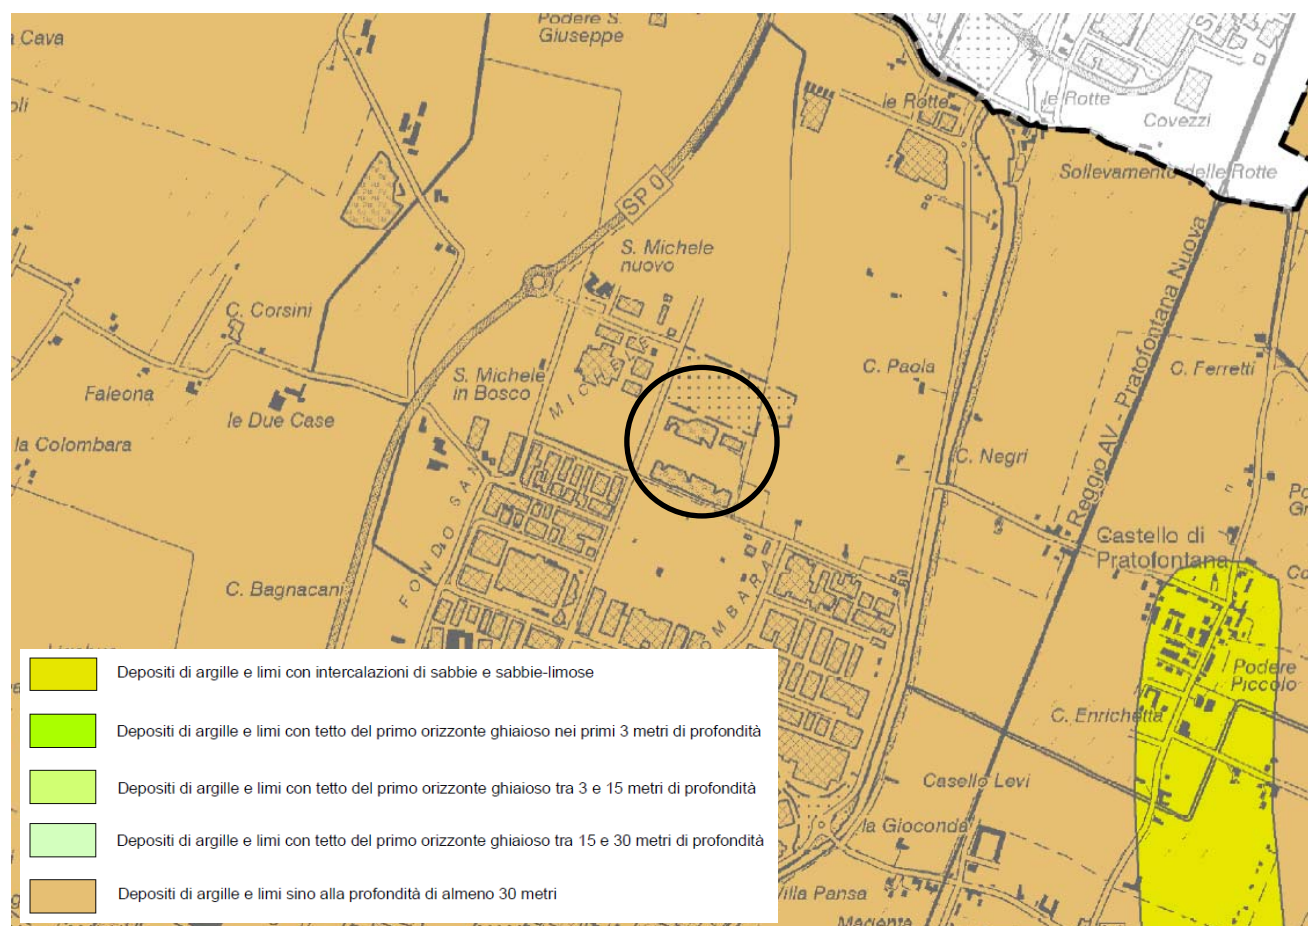 Podere S.
Giuseppe
Cava
le Rotte
le Rotte
Covezzi
Sollevamento delle Rotte
SP 0
S. Michele
nuovo
Reggio AV - Pratofontana Nuova
C. Corsini
C. Paola
C. Ferretti
S. Michele
in Bosco
Faleona
le Due Case
la Colombara
C. Negri
FONDO SAN
Castello di
Pratofontana
C. Bagnacani
Podere
Piccolo
C. Enrichetta
Casello Levi
la Gioconda
Villa Pansa
Depositi di argille e limi con intercalazioni di sabbie e sabbie-limose
Depositi di argille e limi con tetto del primo orizzonte ghiaioso nei primi 3 metri di profondità
Depositi di argille e limi con tetto del primo orizzonte ghiaioso tra 3 e 15 metri di profondità
Depositi di argille e limi con tetto del primo orizzonte ghiaioso tra 15 e 30 metri di profondità
Depositi di argille e limi sino alla profondità di almeno 30 metri